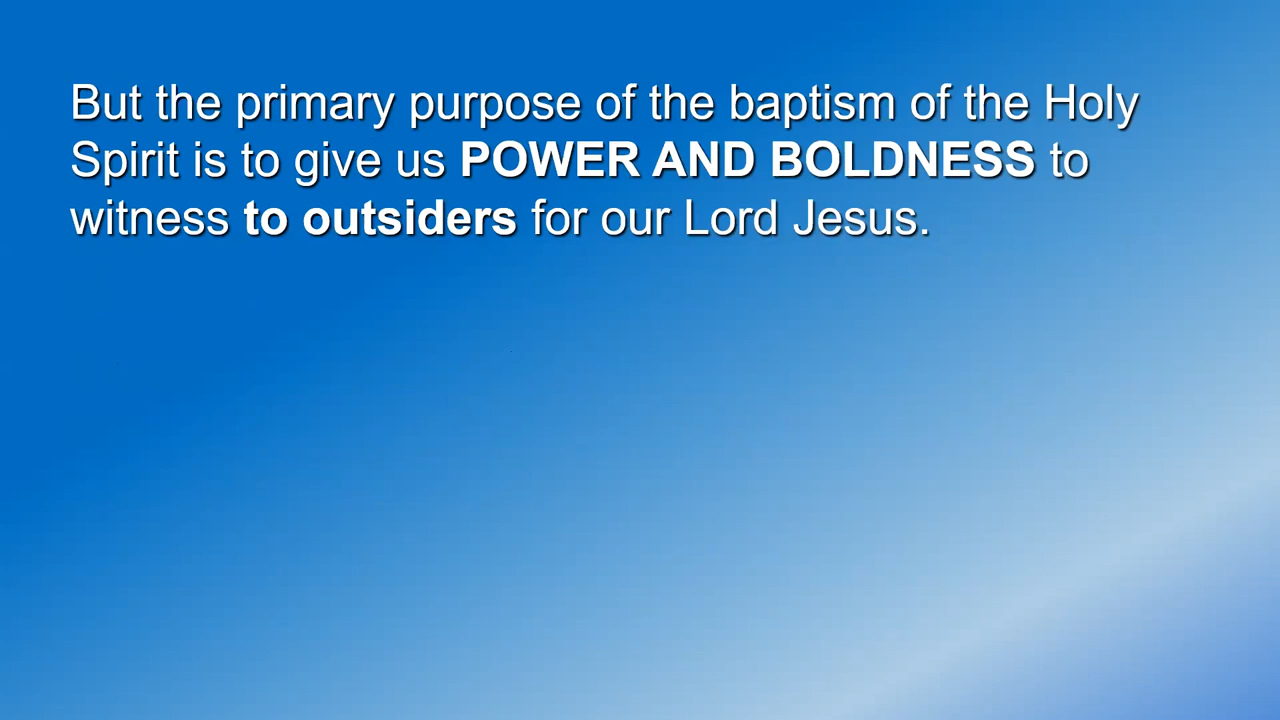 But the primary purpose of the baptism of the Holy
Spirit is to give us POWER AND BOLDNESS to
witness to outsiders for our Lord Jesus.